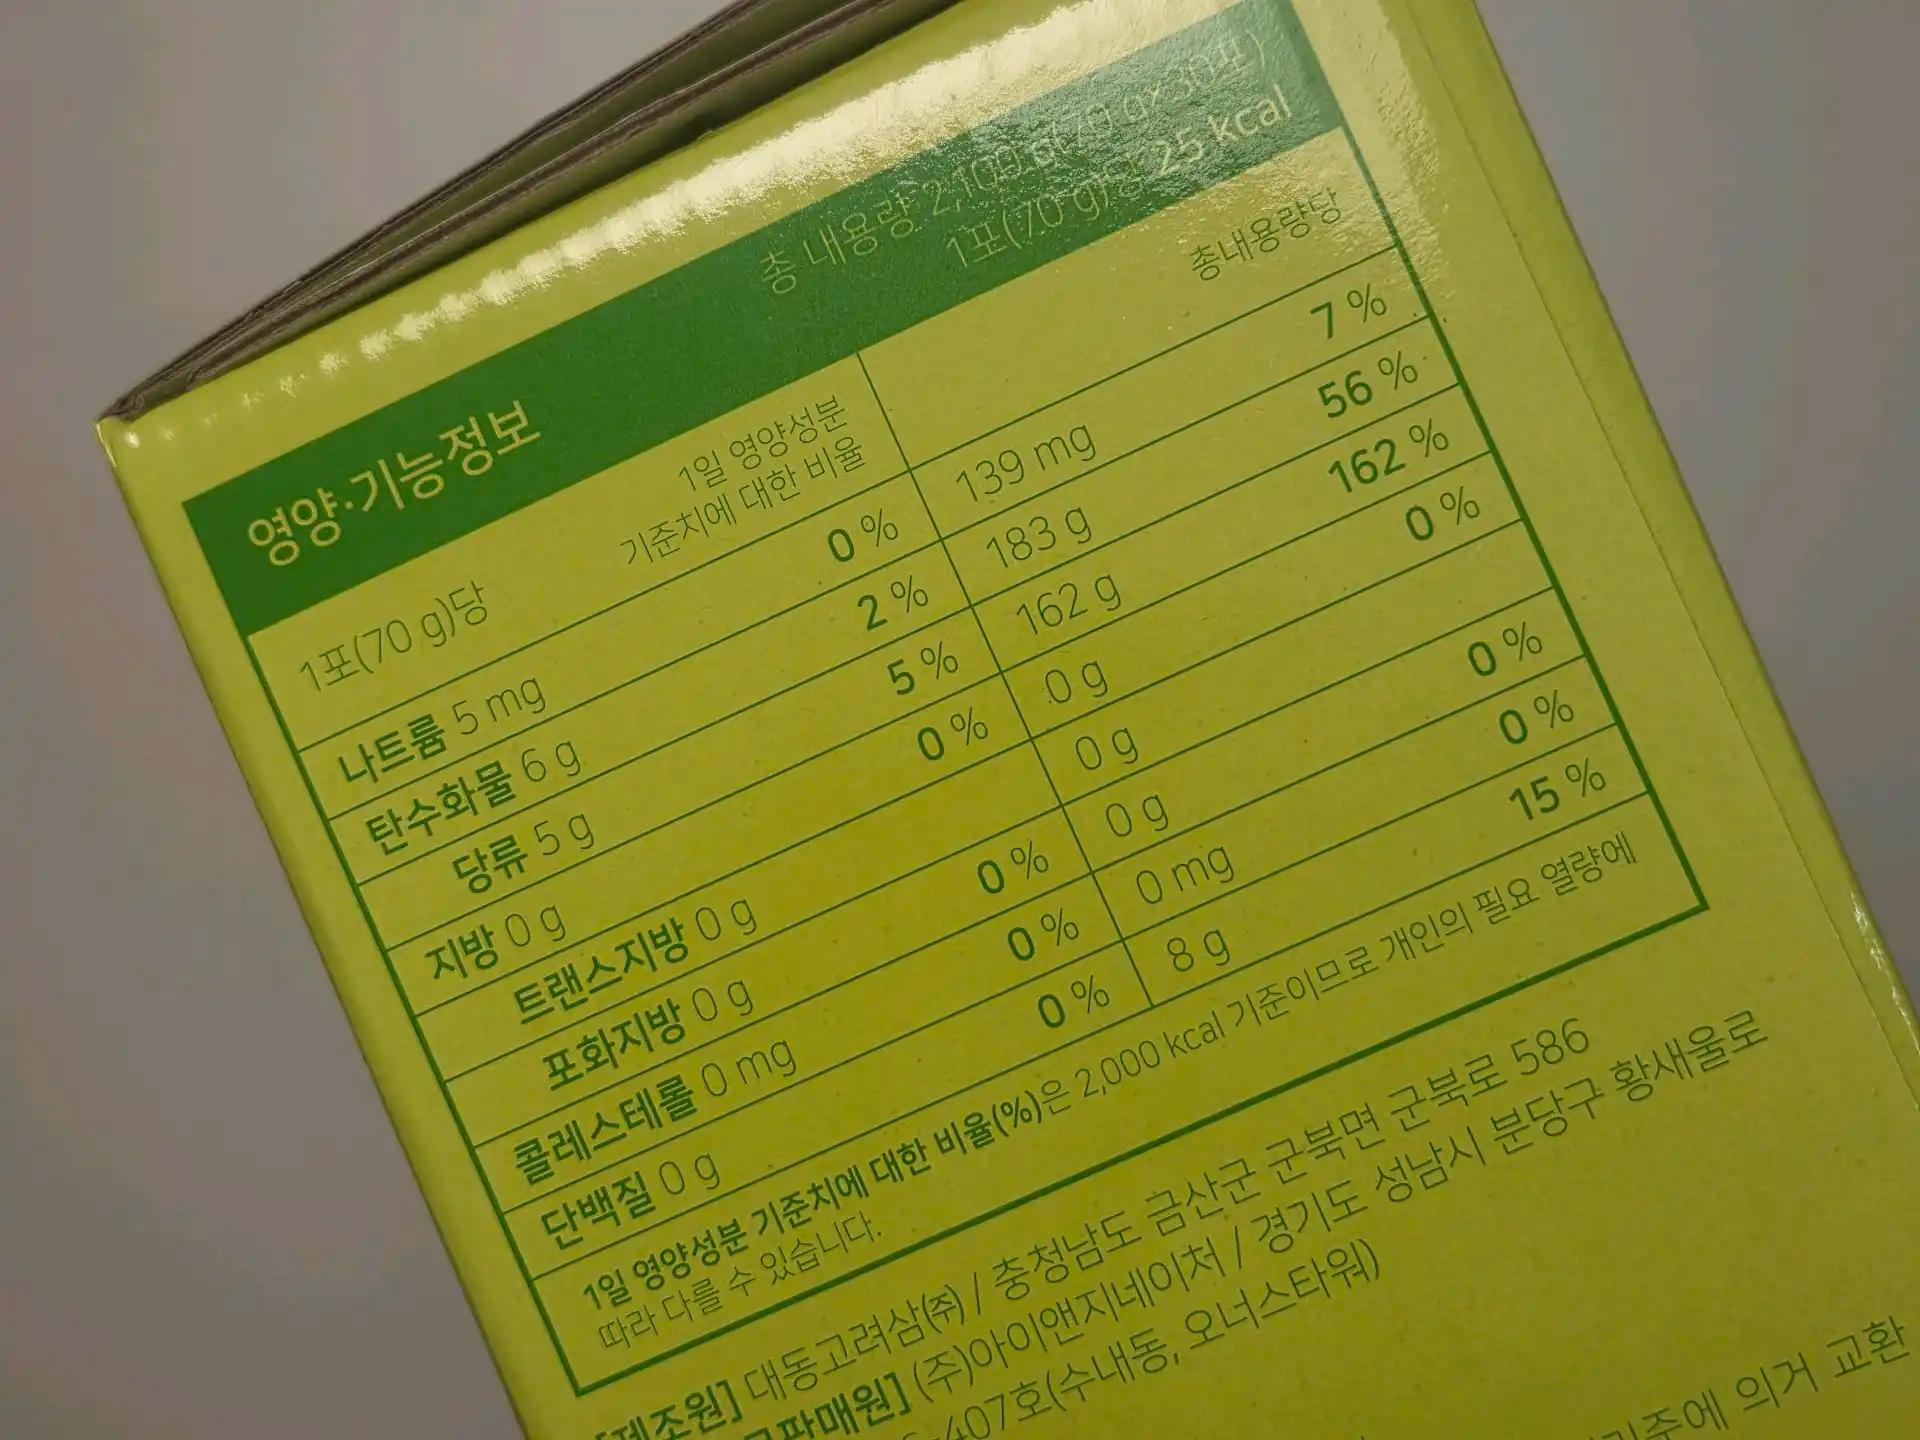 영양·기능정보
총 내용량 2,100 g(70 g×30포)
1포(70 g)당 25 kcal
1포(70 g)당
1일 영양성분
기준치에 대한 비율
총내용량당
나트륨 5 mg 0 % 139 mg 7 %
탄수화물 6 g 2 % 183 g 56 %
당류 5 g 5 % 162 g 162 %
지방 0 g 0 % 0 g 0 %
트랜스지방 0 g 0 g
포화지방 0 g 0 % 0 g 0 %
콜레스테롤 0 mg 0 % 0 mg 0 %
단백질 0 g 0 % 8 g 15 %
1일 영양성분 기준치에 대한 비율(%)은 2,000 kcal 기준이므로 개인의 필요 열량에
따라 다를 수 있습니다.
[제조원] 대동고려삼(주) / 충청남도 금산군 군북면 군북로 586
판매원] (주)아이앤지네이처 / 경기도 성남시 분당구 황새울로
-407호(수내동, 오너스타워)
의거 교환